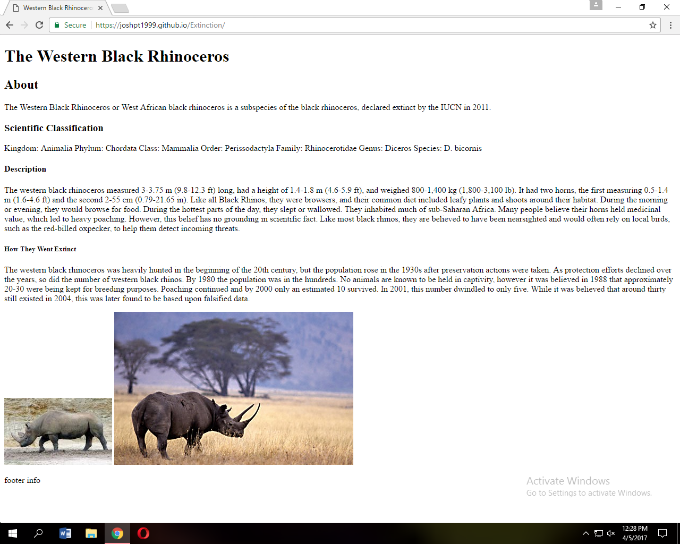 Western Black Rhinocer
Secure
https://joshpt1999.github.io/Extinction/
The Western Black Rhinoceros
About
The Western Black Rhinoceros or West African black rhinoceros is a subspecies of the black rhinoceros, declared extinct by the IUCN in 2011.
Scientific Classification
Kingdom: Animalia Phylum: Chordata Class: Mammalia Order: Perissodactyla Family: Rhinocerotidae Genus: Diceros Species: D. bicornis
Description
The western black rhinoceros measured 3-3.75 m (9.8-12.3 ft) long, had a height of 1.4-1.8 m (4.6-5.9 ft), and weighed 800-1,400 kg (1,800-3,100 lb). It had two horns, the first measuring 0.5-1.4
m (1.6-4.6 ft) and the second 2-55 cm (0.79-21.65 in). Like all Black Rhinos, they were browsers, and their common diet included leafy plants and shoots around their habitat. During the morning
or evening, they would browse for food. During the hottest parts of the day, they slept or wallowed. They inhabited much of sub-Saharan Africa. Many people believe their horns held medicinal
value, which led to heavy poaching. However, this belief has no grounding in scientific fact. Like most black rhinos, they are believed to have been nearsighted and would often rely on local birds,
such as the red-billed oxpecker, to help them detect incoming threats.
How They Went Extinct
The western black rhinoceros was heavily hunted in the beginning of the 20th century, but the population rose in the 1930s after preservation actions were taken. As protection efforts declined over
the years, so did the number of western black rhinos. By 1980 the population was in the hundreds. No animals are known to be held in captivity, however it was believed in 1988 that approximately
20-30 were being kept for breeding purposes. Poaching continued and by 2000 only an estimated 10 survived. In 2001, this number dwindled to only five. While it was believed that around thirty
still existed in 2004, this was later found to be based upon falsified data.
footer info
Activate Windows
Go to Settings to activate Windows.
12:28 PM
4/5/2017